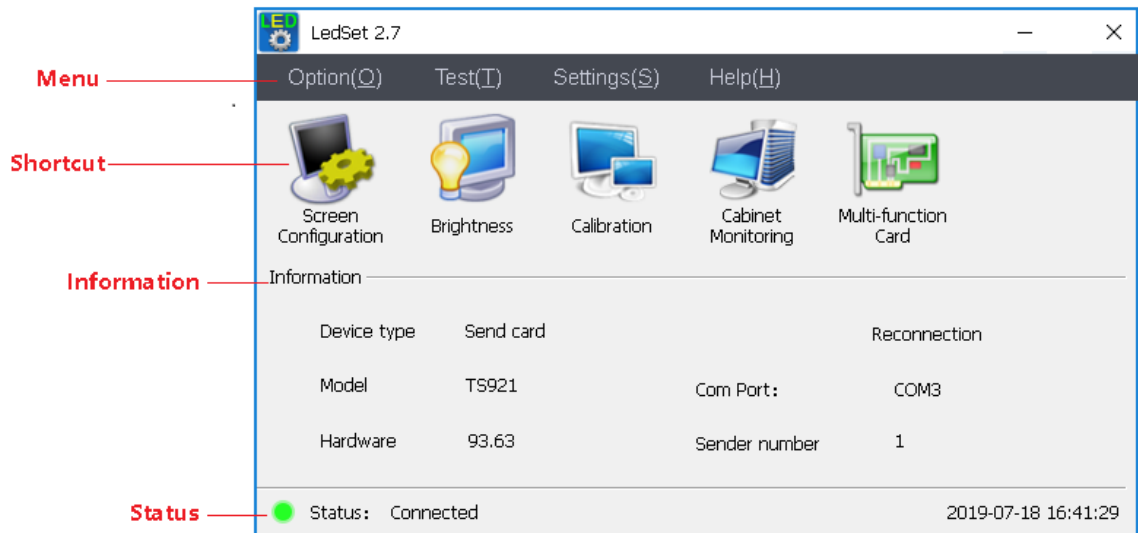 LED
LedSet 2.7
Menu
Option(O) Test(T) Settings(S) Help(H)
Shortcut
Screen Configuration
Brightness
Calibration
Cabinet Monitoring
Multi-function Card
Information
Information
Device type Send card Reconnection
Model TS921 Com Port: COM3
Hardware 93.63 Sender number 1
Status
Status: Connected 2019-07-18 16:41:29